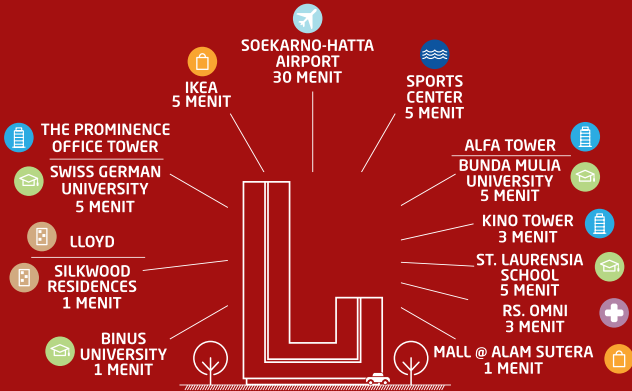 SOEKARNO-HATTA
AIRPORT
30 MENIT
IKEA
5 MENIT
SPORTS
CENTER
5 MENIT
THE PROMINENCE
OFFICE TOWER
SWISS GERMAN
UNIVERSITY
5 MENIT
LLOYD
SILKWOOD
RESIDENCES
1 MENIT
BINUS
UNIVERSITY
1 MENIT
ALFA TOWER
BUNDA MULIA
UNIVERSITY
5 MENIT
KINO TOWER
3 MENIT
ST. LAURENSIA
SCHOOL
5 MENIT
RS. OMNI
3 MENIT
MALL @ ALAM SUTERA
1 MENIT